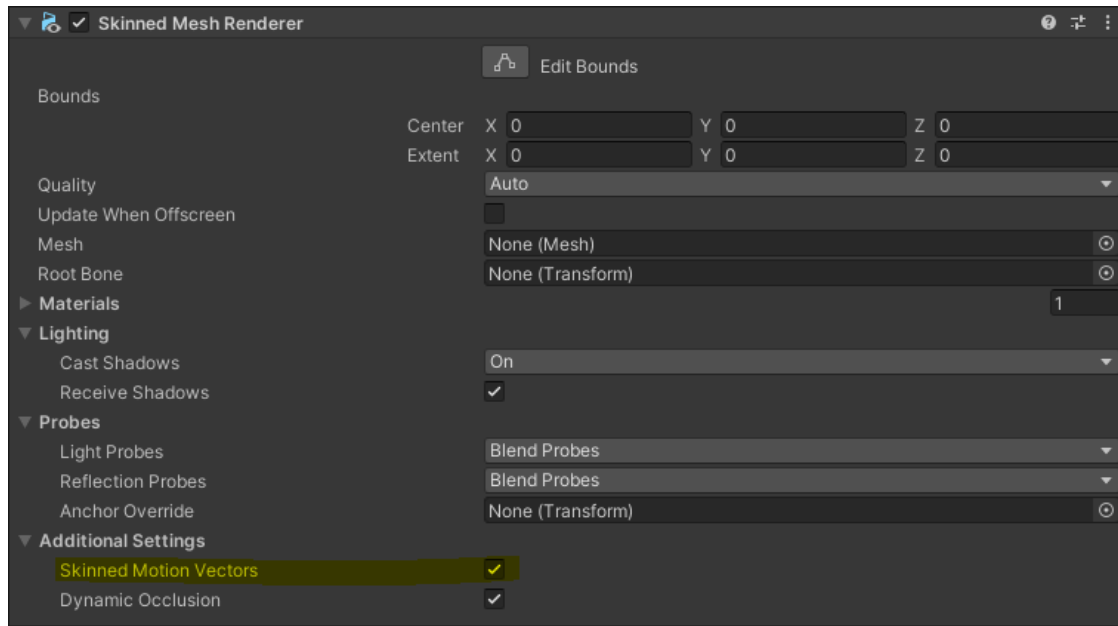 Skinned Mesh Renderer
Edit Bounds
Bounds
Center X 0 Y 0 Z 0
Extent X 0 Y 0 Z 0
Quality Auto
Update When Offscreen
Mesh None (Mesh)
Root Bone None (Transform)
Materials 1
Lighting
Cast Shadows On
Receive Shadows
Probes
Light Probes Blend Probes
Reflection Probes Blend Probes
Anchor Override None (Transform)
Additional Settings
Skinned Motion Vectors
Dynamic Occlusion